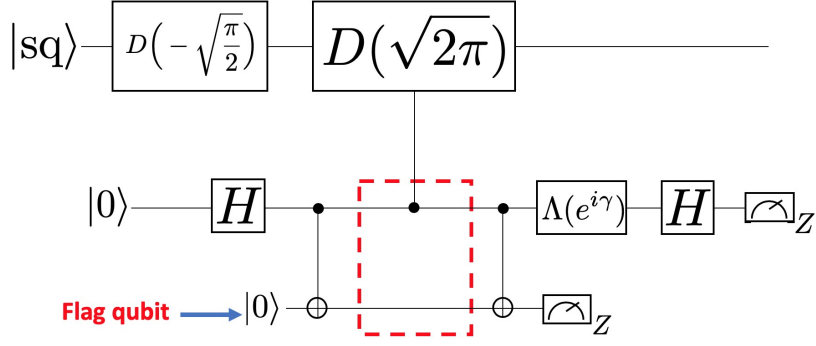 |sq⟩ D(−√(π/2)) D(√2π)
|0⟩ H Λ(e^{iγ}) H Z
Flag qubit |0⟩ Z